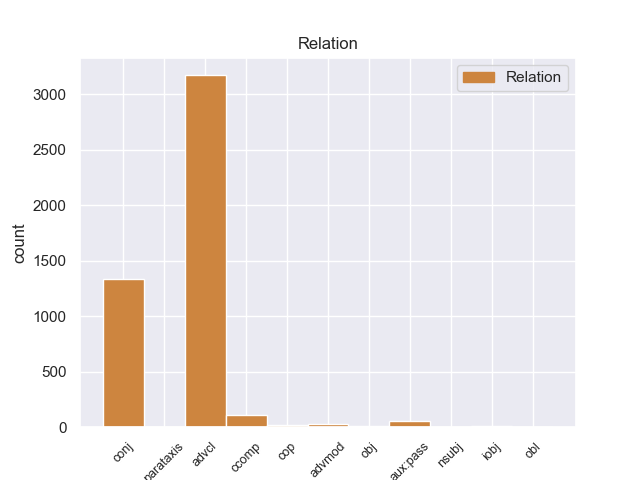 Relation
Relation
count
3000
2500
2000
1500
1000
500
0
conj
parataxis
advcl
ccomp
cop
advmod
obj
aux:pass
nsubj
iobj
obl